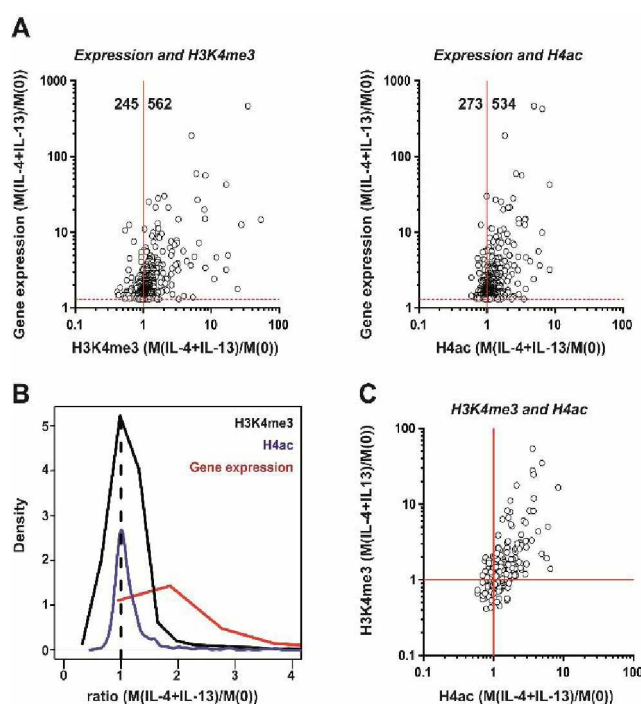 A
Expression and H3K4me3
Expression and H4ac
Gene expression (M(IL-4+IL-13)/M(0))
1000
100
10
1
245 562
0.1 1 10 100
H3K4me3 (M(IL-4+IL-13)/M(0))
Gene expression (M(IL-4+IL-13)/M(0))
1000
100
10
1
273 534
0.1 1 10 100
H4ac (M(IL-4+IL-13)/M(0))
B
H3K4me3
H4ac
Gene expression
Density
5
4
3
2
1
0
0 1 2 3 4
ratio (M(IL-4+IL-13)/M(0))
C
H3K4me3 and H4ac
H3K4me3 (M(IL-4+IL13)/M(0))
100
10
1
0.1
0.1 1 10 100
H4ac (M(IL-4+IL-13)/M(0))